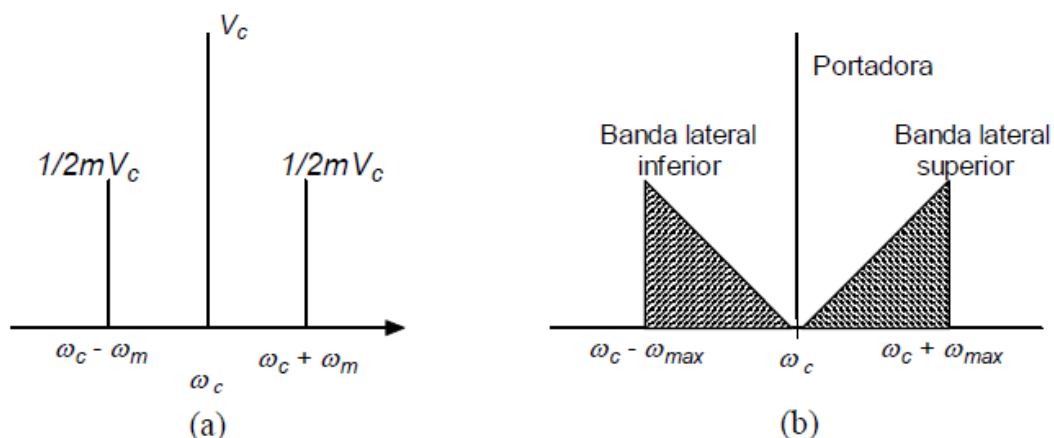 V_c
1/2mV_c
1/2mV_c
ω_c - ω_m
ω_c + ω_m
ω_c
(a)
Portadora
Banda lateral
inferior
Banda lateral
superior
ω_c - ω_max
ω_c
ω_c + ω_max
(b)